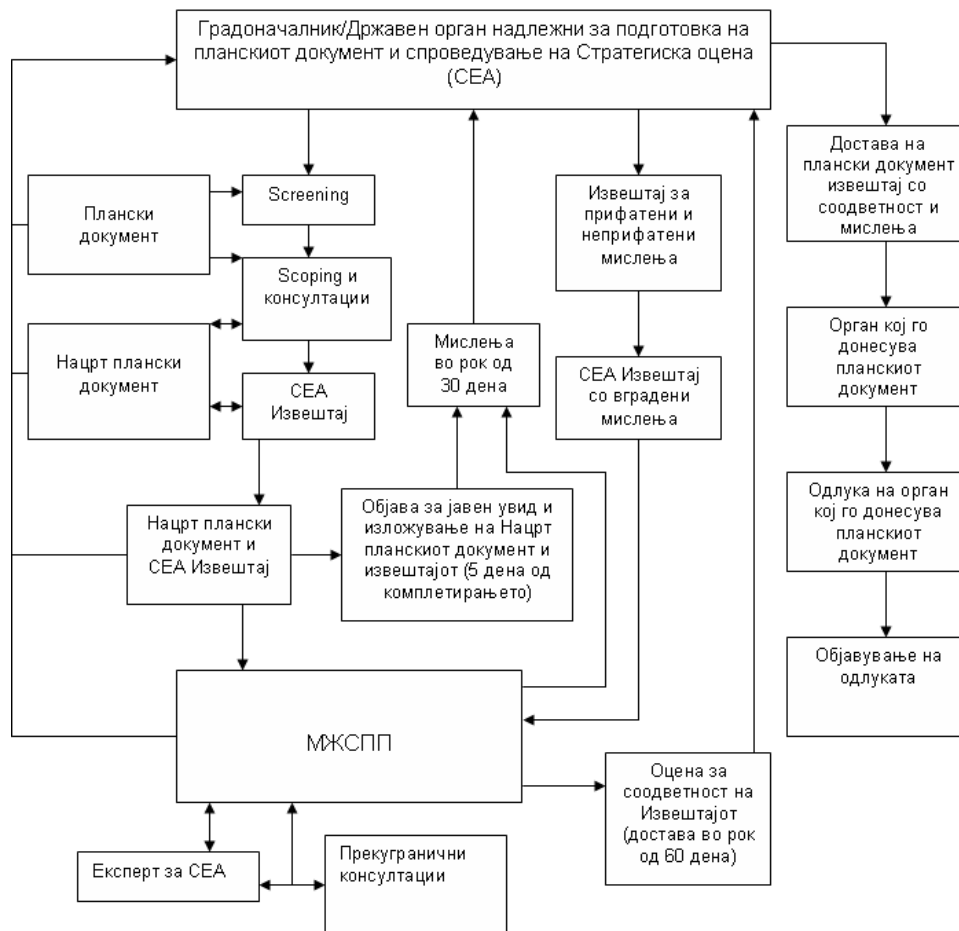 Градоначалник/Државен орган надлежни за подготовка на
планскиот документ и спроведување на Стратегиска оцена
(СЕА)
Плански
документ
Screening
Scoping и
консултации
Нацрт плански
документ
СЕА
Извештај
Нацрт плански
документ и
СЕА Извештај
Објава за јавен увид и
изложување на Нацрт
планскиот документ и
извештајот (5 дена од
комплетирањето)
Мислења
во рок од
30 дена
Извештај за
прифатени и
неприфатени
мислења
СЕА Извештај
со вградени
мислења
Достава на
плански документ
извештај со
соодветност и
мислења
Орган кој го
донесува
планскиот
документ
Одлука на орган
кој го донесува
планскиот
документ
Објавување на
одлуката
МЖСПП
Оцена за
соодветност на
Извештајот
(достава во рок
од 60 дена)
Експерт за СЕА
Прекугранични
консултации